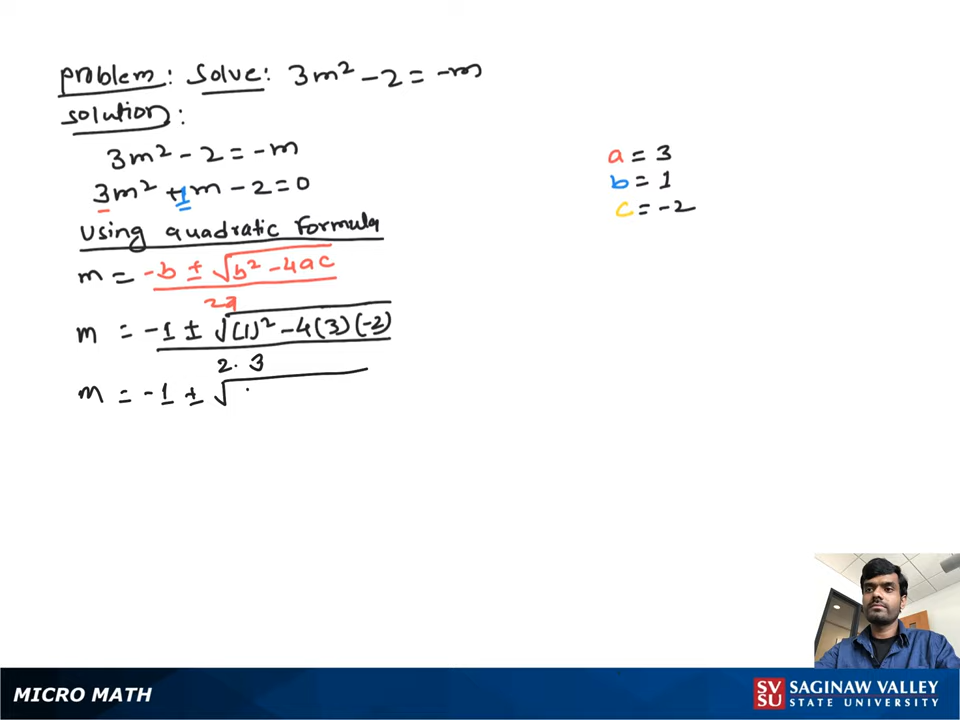 problem: solve: 3m² - 2 = -m
solution:
3m² - 2 = -m
3m² + 1m - 2 = 0
Using quadratic formula
m = -b ± √b² - 4ac
2a
m = -1 ± √(1)² - 4(3)(-2)
2·3
m = -1 ± √
a = 3
b = 1
c = -2
MICRO MATH
SV
SU
SAGINAW VALLEY
STATE UNIVERSITY